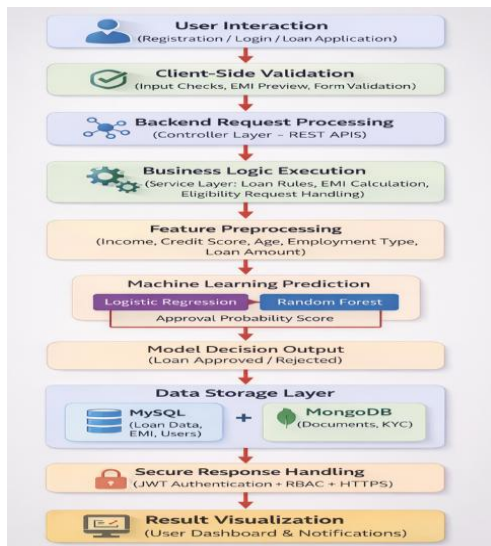 User Interaction
(Registration / Login / Loan Application)
Client-Side Validation
(Input Checks, EMI Preview, Form Validation)
Backend Request Processing
(Controller Layer – REST APIS)
Business Logic Execution
(Service Layer: Loan Rules, EMI Calculation,
Eligibility Request Handling)
Feature Preprocessing
(Income, Credit Score, Age, Employment Type,
Loan Amount)
Machine Learning Prediction
Logistic Regression
Random Forest
Approval Probability Score
Model Decision Output
(Loan Approved / Rejected)
Data Storage Layer
MySQL
(Loan Data,
EMI, Users)
+
MongoDB
(Documents, KYC)
Secure Response Handling
(JWT Authentication + RBAC + HTTPS)
Result Visualization
(User Dashboard & Notifications)